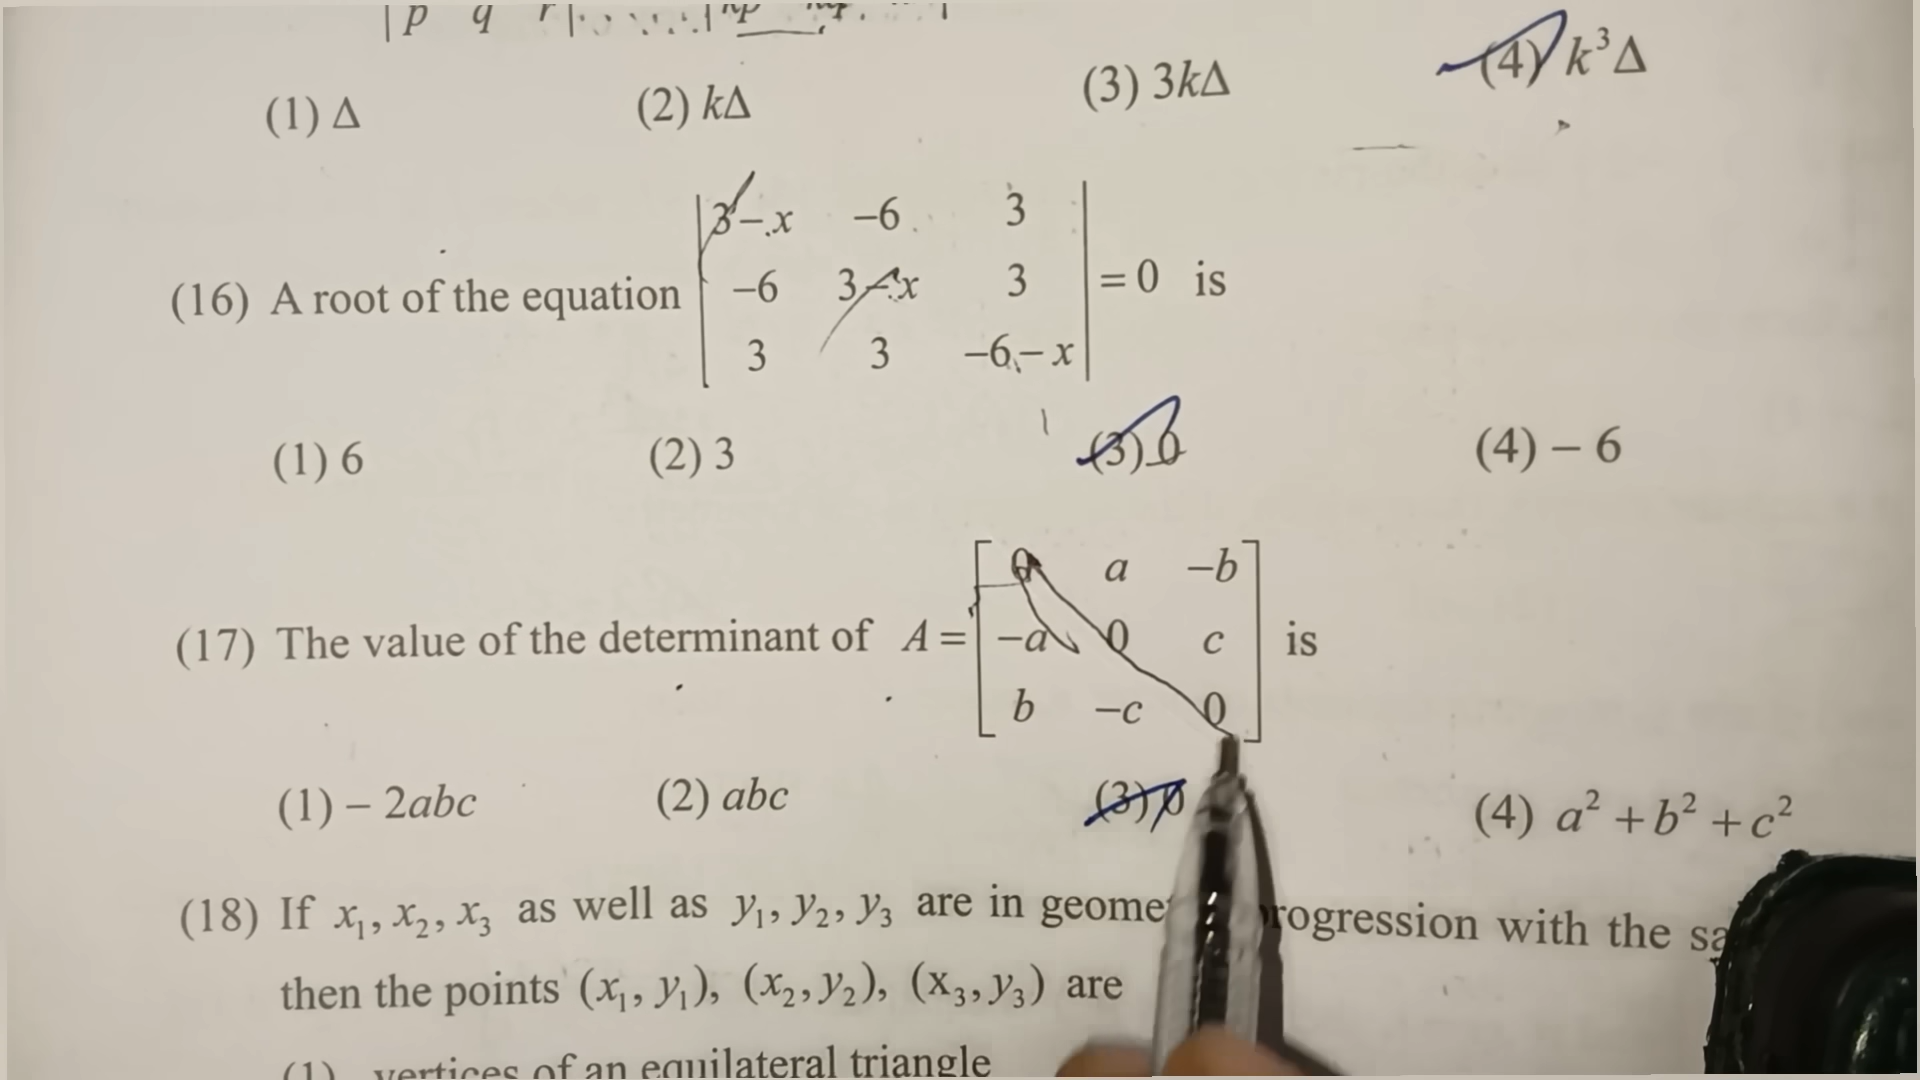 | p q r |
(1) Δ (2) kΔ (3) 3kΔ (4) k³Δ
(16) A root of the equation | 3 – x –6 3 | = 0 is
| –6 3 – x 3 |
| 3 3 –6 – x |
(1) 6 (2) 3 (3) 0 (4) – 6
(17) The value of the determinant of A = [ 0 a –b ] is
[ –a 0 c ]
[ b –c 0 ]
(1) – 2abc (2) abc (3) 0 (4) a² + b² + c²
(18) If x₁, x₂, x₃ as well as y₁, y₂, y₃ are in progression with the
then the points (x₁, y₁), (x₂, y₂), (x₃, y₃) are
(1) vertices of an equilateral triangle